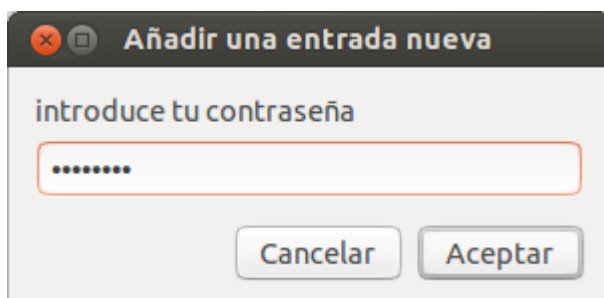 Añadir una entrada nueva
introduce tu contraseña
••••••••
Cancelar Aceptar